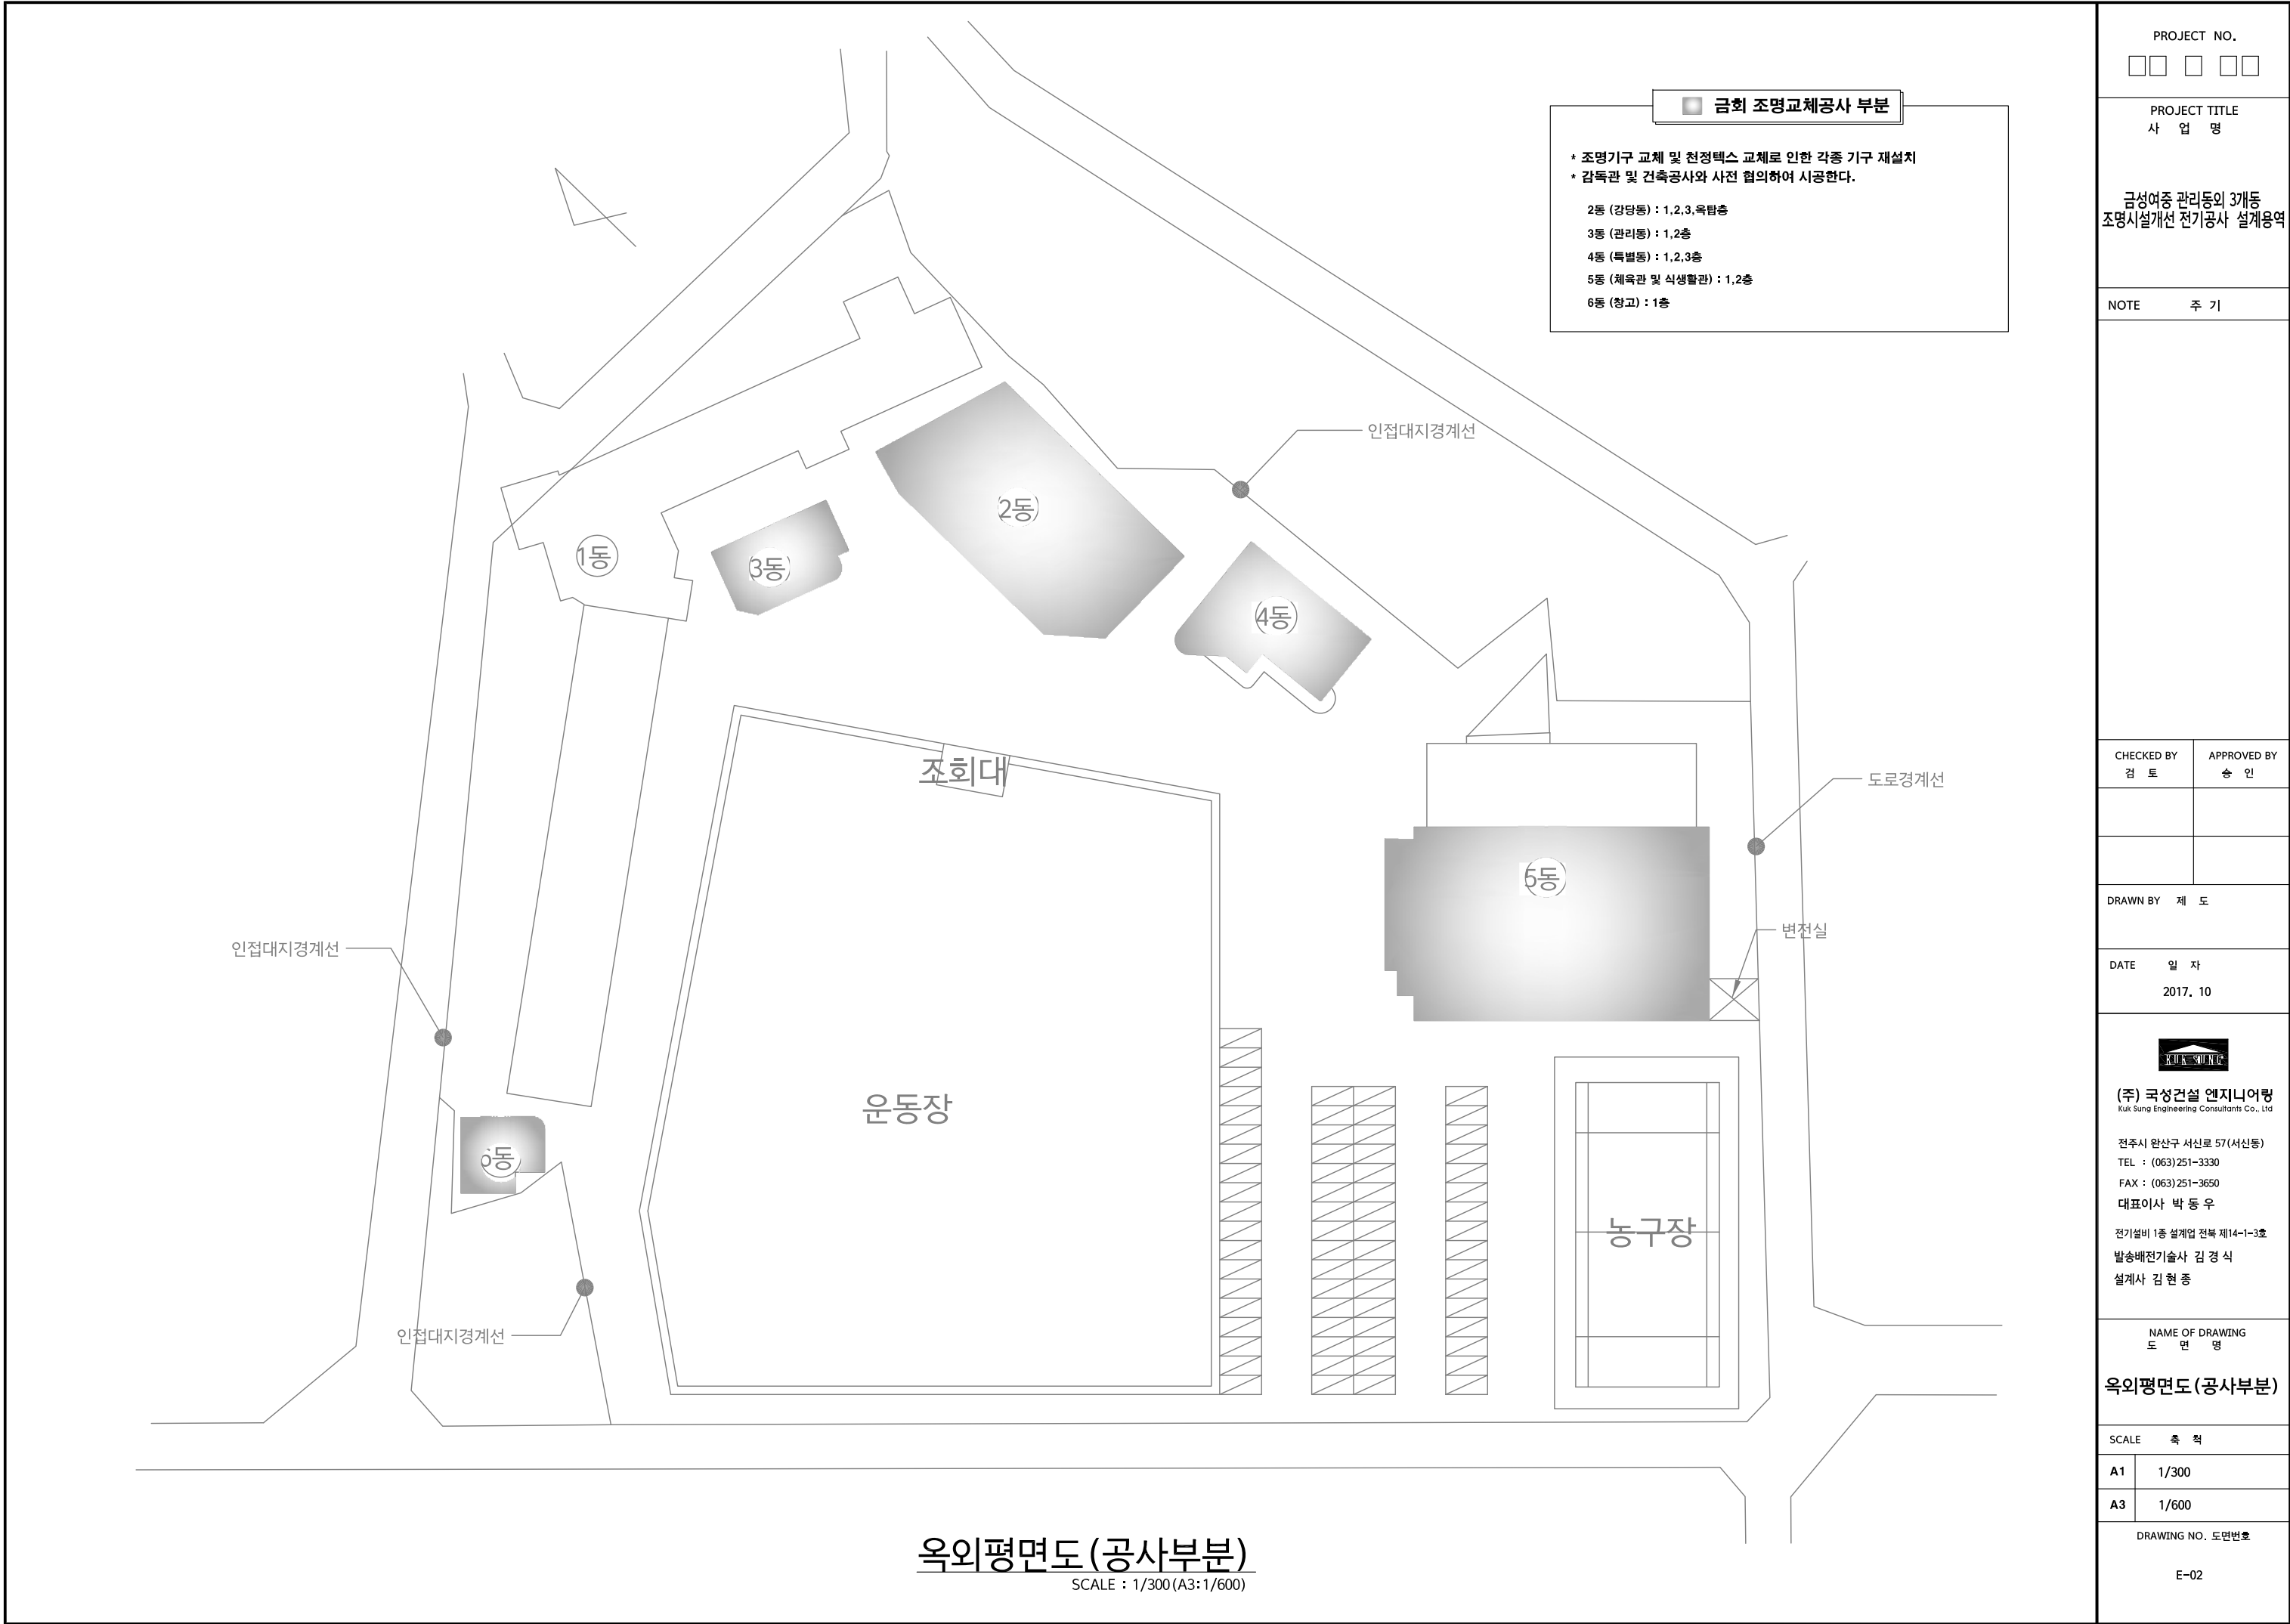 금회 조명교체공사 부분
* 조명기구 교체 및 천정텍스 교체로 인한 각종 기구 재설치
* 감독관 및 건축공사와 사전 협의하여 시공한다.
2동 (강당동) : 1,2,3,옥탑층
3동 (관리동) : 1,2층
4동 (특별동) : 1,2,3층
5동 (체육관 및 식생활관) : 1,2층
6동 (창고) : 1층
인접대지경계선
2동
1동
3동
4동
조회대
도로경계선
5동
변전실
인접대지경계선
운동장
6동
농구장
인접대지경계선
옥외평면도(공사부분)
SCALE : 1/300(A3:1/600)
PROJECT NO.
□□ □ □□
PROJECT TITLE
사 업 명
금성여중 관리동외 3개동
조명시설개선 전기공사 설계용역
NOTE 주 기
CHECKED BY APPROVED BY
검 토 승 인
DRAWN BY 제 도
DATE 일 자
2017. 10
KUK SUNG
(주) 국성건설 엔지니어링
Kuk Sung Engineering Consultants Co., Ltd
전주시 완산구 서신로 57(서신동)
TEL : (063)251-3330
FAX : (063)251-3650
대표이사 박 동 우
전기설비 1종 설계업 전북 제14-1-3호
발송배전기술사 김 경 식
설계사 김 현 종
NAME OF DRAWING
도 면 명
옥외평면도(공사부분)
SCALE 축 척
A1 1/300
A3 1/600
DRAWING NO. 도면번호
E-02